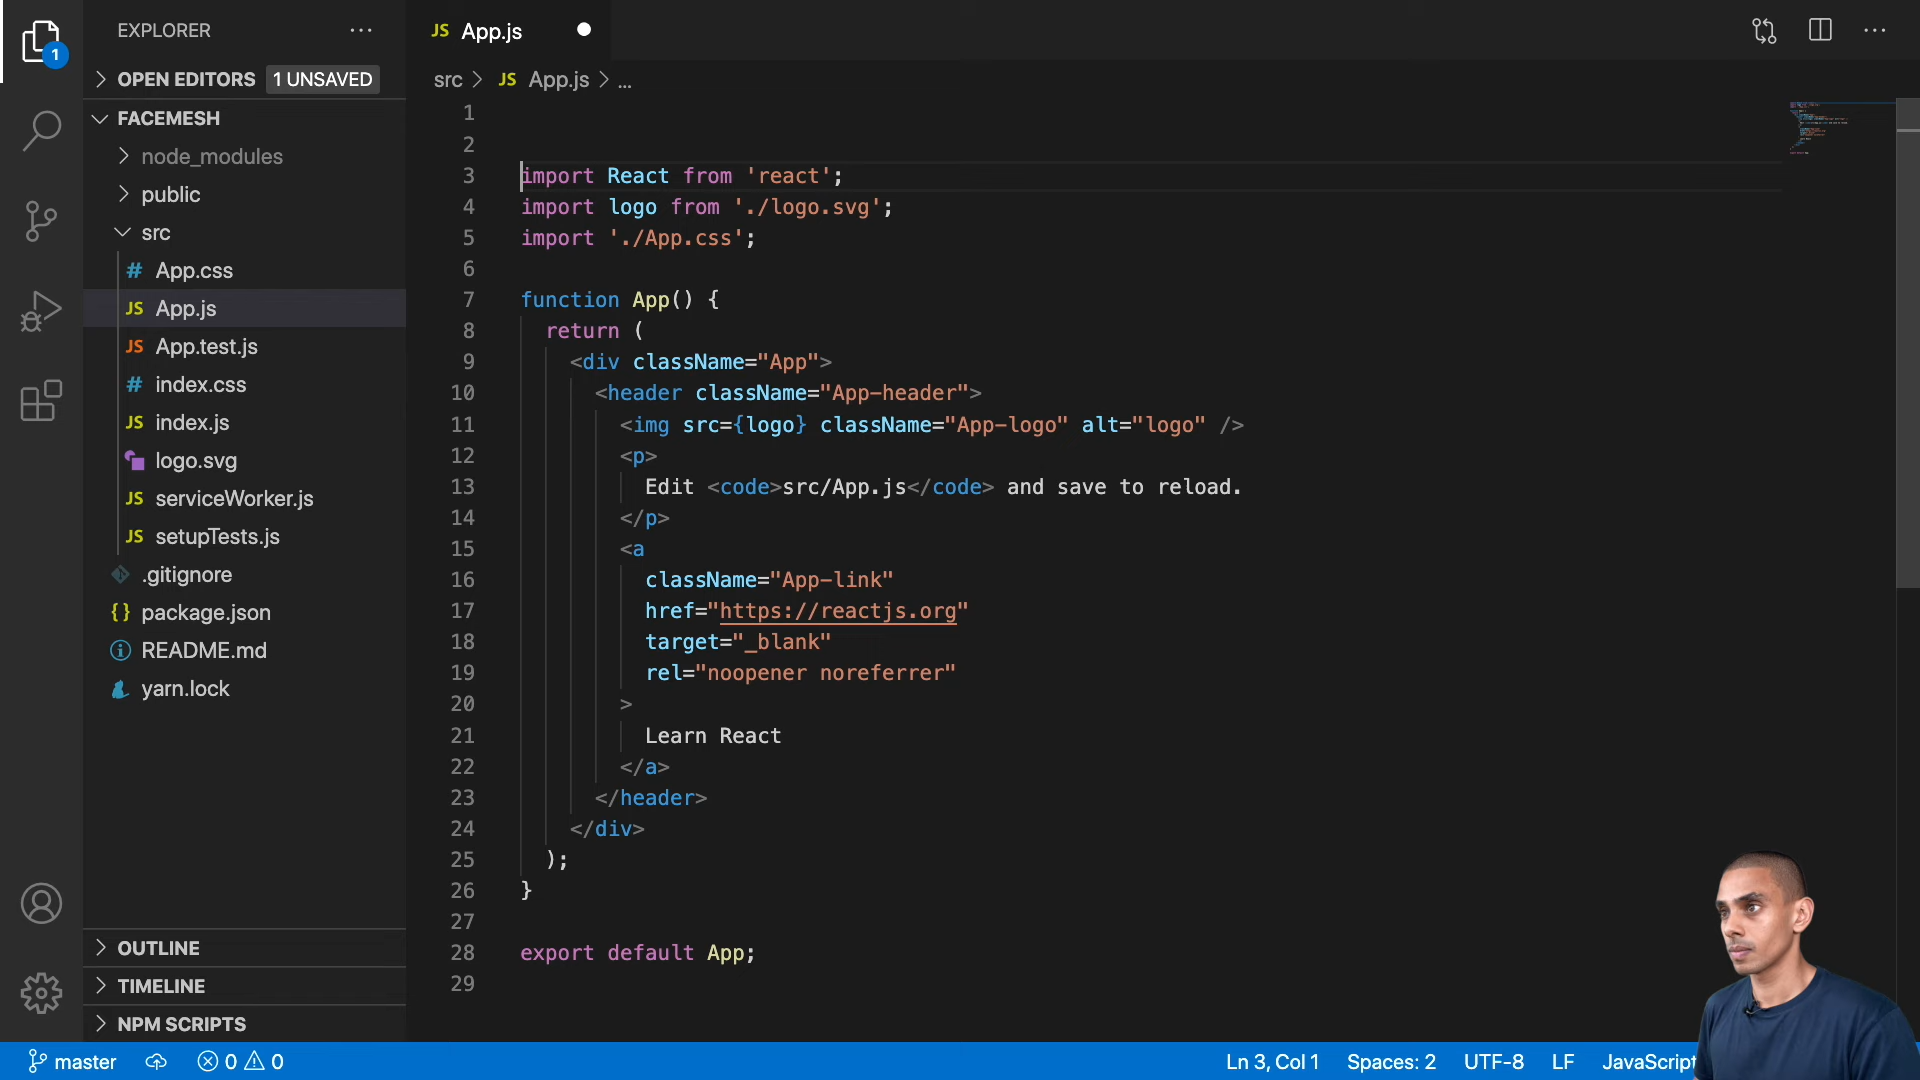 EXPLORER
OPEN EDITORS 1 UNSAVED
FACEMESH
node_modules
public
src
# App.css
JS App.js
JS App.test.js
# index.css
JS index.js
logo.svg
JS serviceWorker.js
JS setupTests.js
.gitignore
{} package.json
README.md
yarn.lock
OUTLINE
TIMELINE
NPM SCRIPTS
1
JS App.js
src > JS App.js > ...
1
2
3 import React from 'react';
4 import logo from './logo.svg';
5 import './App.css';
6
7 function App() {
8 return (
9 <div className="App">
10 <header className="App-header">
11 <img src={logo} className="App-logo" alt="logo" />
12 <p>
13 Edit <code>src/App.js</code> and save to reload.
14 </p>
15 <a
16 className="App-link"
17 href="https://reactjs.org"
18 target="_blank"
19 rel="noopener noreferrer"
20 >
21 Learn React
22 </a>
23 </header>
24 </div>
25 );
26 }
27
28 export default App;
29
master 0 0 Ln 3, Col 1 Spaces: 2 UTF-8 LF JavaScript